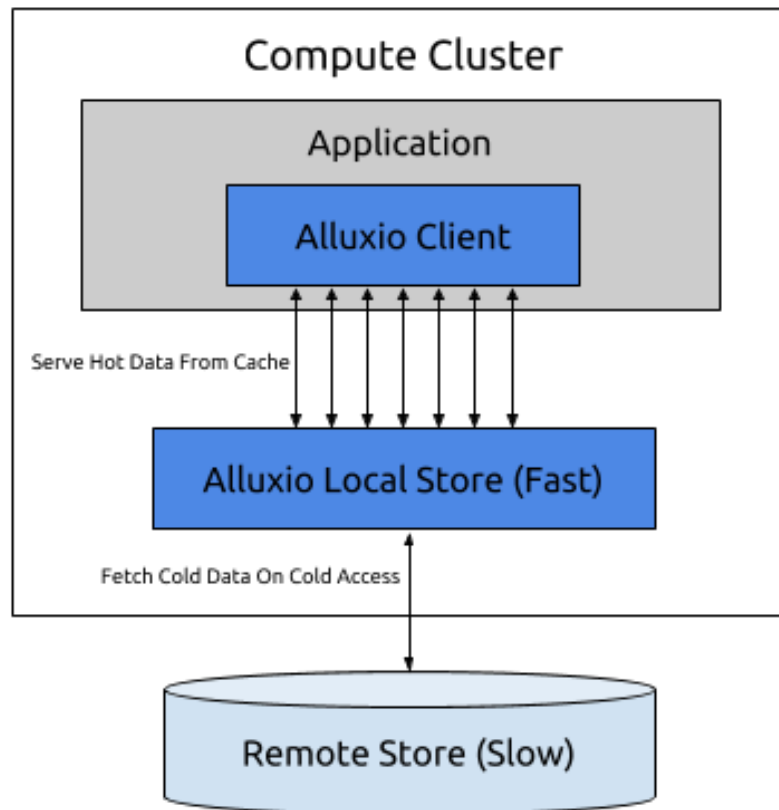 Compute Cluster
Application
Alluxio Client
Serve Hot Data From Cache
Alluxio Local Store (Fast)
Fetch Cold Data On Cold Access
Remote Store (Slow)